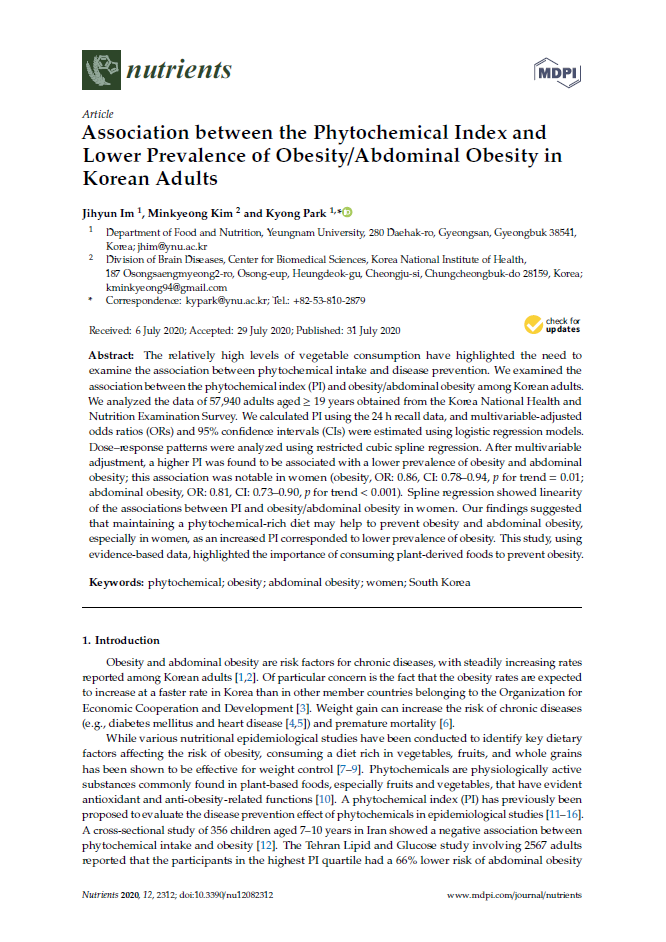 nutrients
MDPI
Article
Association between the Phytochemical Index and
Lower Prevalence of Obesity/Abdominal Obesity in
Korean Adults
Jihyun Im 1, Minkyeong Kim 2 and Kyong Park 1,*
1 Department of Food and Nutrition, Yeungnam University, 280 Daehak-ro, Gyeongsan, Gyeongbuk 38541,
Korea; jhim@ynu.ac.kr
2 Division of Brain Diseases, Center for Biomedical Sciences, Korea National Institute of Health,
187 Osongsaengmyeong2-ro, Osong-eup, Heungdeok-gu, Cheongju-si, Chungcheongbuk-do 28159, Korea;
kminkyeong94@gmail.com
* Correspondence: kypark@ynu.ac.kr; Tel.: +82-53-810-2879
Received: 6 July 2020; Accepted: 29 July 2020; Published: 31 July 2020
check for
updates
Abstract: The relatively high levels of vegetable consumption have highlighted the need to
examine the association between phytochemical intake and disease prevention. We examined the
association between the phytochemical index (PI) and obesity/abdominal obesity among Korean adults.
We analyzed the data of 57,940 adults aged ≥ 19 years obtained from the Korea National Health and
Nutrition Examination Survey. We calculated PI using the 24 h recall data, and multivariable-adjusted
odds ratios (ORs) and 95% confidence intervals (CIs) were estimated using logistic regression models.
Dose–response patterns were analyzed using restricted cubic spline regression. After multivariable
adjustment, a higher PI was found to be associated with a lower prevalence of obesity and abdominal
obesity; this association was notable in women (obesity, OR: 0.86, CI: 0.78–0.94, p for trend = 0.01;
abdominal obesity, OR: 0.81, CI: 0.73–0.90, p for trend < 0.001). Spline regression showed linearity
of the associations between PI and obesity/abdominal obesity in women. Our findings suggested
that maintaining a phytochemical-rich diet may help to prevent obesity and abdominal obesity,
especially in women, as an increased PI corresponded to lower prevalence of obesity. This study, using
evidence-based data, highlighted the importance of consuming plant-derived foods to prevent obesity.
Keywords: phytochemical; obesity; abdominal obesity; women; South Korea
1. Introduction
Obesity and abdominal obesity are risk factors for chronic diseases, with steadily increasing rates
reported among Korean adults [1,2]. Of particular concern is the fact that the obesity rates are expected
to increase at a faster rate in Korea than in other member countries belonging to the Organization for
Economic Cooperation and Development [3]. Weight gain can increase the risk of chronic diseases
(e.g., diabetes mellitus and heart disease [4,5]) and premature mortality [6].
While various nutritional epidemiological studies have been conducted to identify key dietary
factors affecting the risk of obesity, consuming a diet rich in vegetables, fruits, and whole grains
has been shown to be effective for weight control [7–9]. Phytochemicals are physiologically active
substances commonly found in plant-based foods, especially fruits and vegetables, that have evident
antioxidant and anti-obesity-related functions [10]. A phytochemical index (PI) has previously been
proposed to evaluate the disease prevention effect of phytochemicals in epidemiological studies [11–16].
A cross-sectional study of 356 children aged 7–10 years in Iran showed a negative association between
phytochemical intake and obesity [12]. The Tehran Lipid and Glucose study involving 2567 adults
reported that the participants in the highest PI quartile had a 66% lower risk of abdominal obesity
Nutrients 2020, 12, 2312; doi:10.3390/nu12082312
www.mdpi.com/journal/nutrients